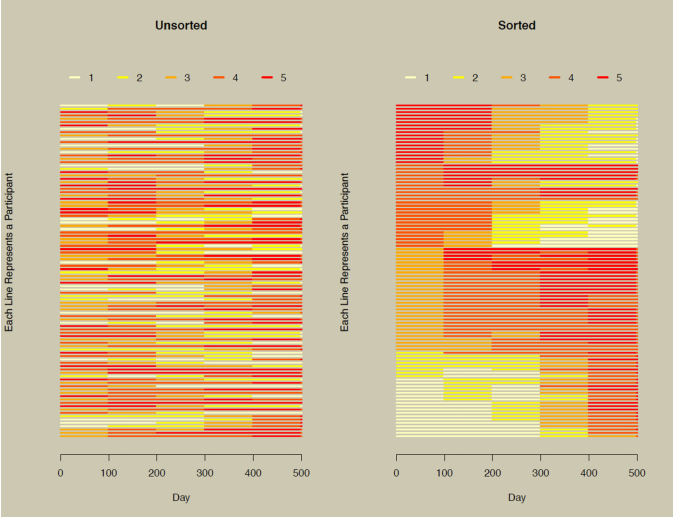 Unsorted
1 2 3 4 5
Each Line Represents a Participant
0 100 200 300 400 500
Day
Sorted
1 2 3 4 5
Each Line Represents a Participant
0 100 200 300 400 500
Day